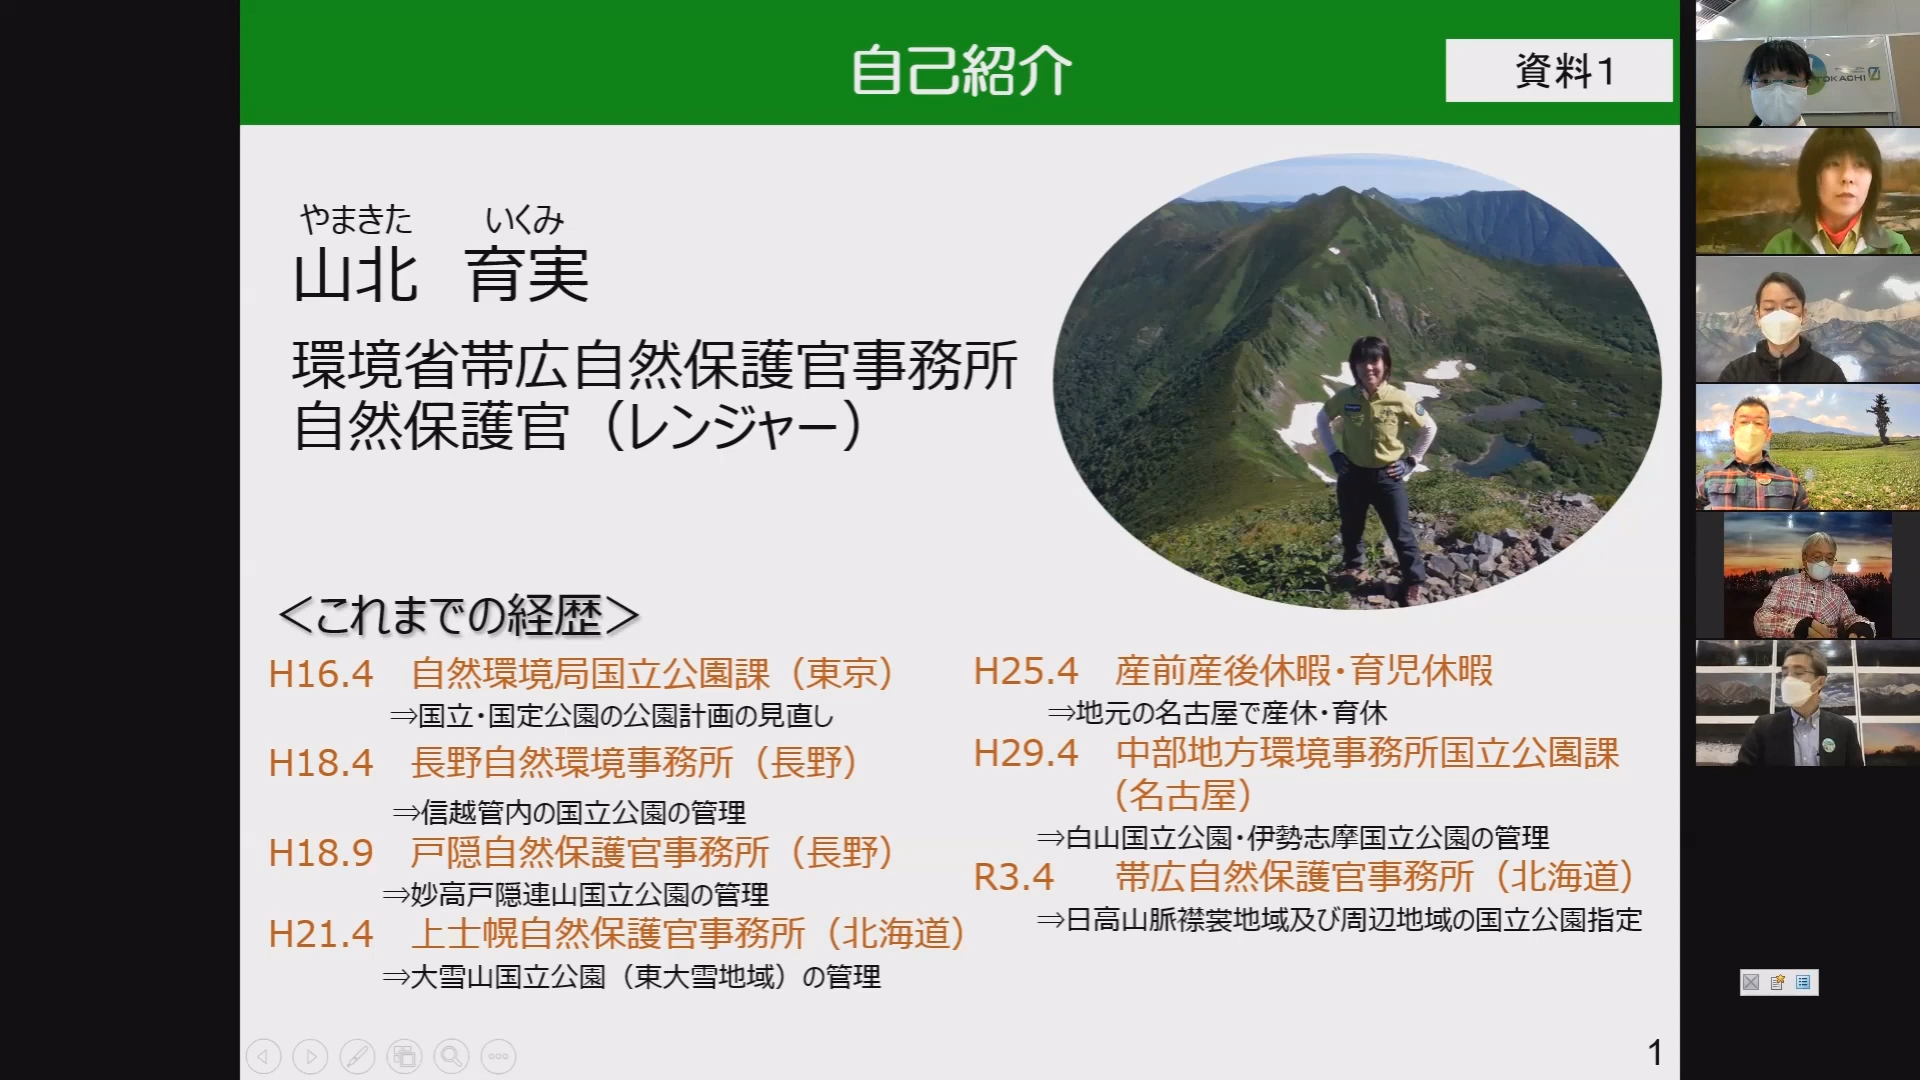 自己紹介
資料1
やまきた いくみ
山北 育実
環境省帯広自然保護官事務所
自然保護官（レンジャー）
＜これまでの経歴＞
H16.4 自然環境局国立公園課（東京）
⇒国立・国定公園の公園計画の見直し
H18.4 長野自然環境事務所（長野）
⇒信越管内の国立公園の管理
H18.9 戸隠自然保護官事務所（長野）
⇒妙高戸隠連山国立公園の管理
H21.4 上士幌自然保護官事務所（北海道）
⇒大雪山国立公園（東大雪地域）の管理
H25.4 産前産後休暇・育児休暇
⇒地元の名古屋で産休・育休
H29.4 中部地方環境事務所国立公園課
（名古屋）
⇒白山国立公園・伊勢志摩国立公園の管理
R3.4 帯広自然保護官事務所（北海道）
⇒日高山脈襟裳地域及び周辺地域の国立公園指定
1
TOKACHI